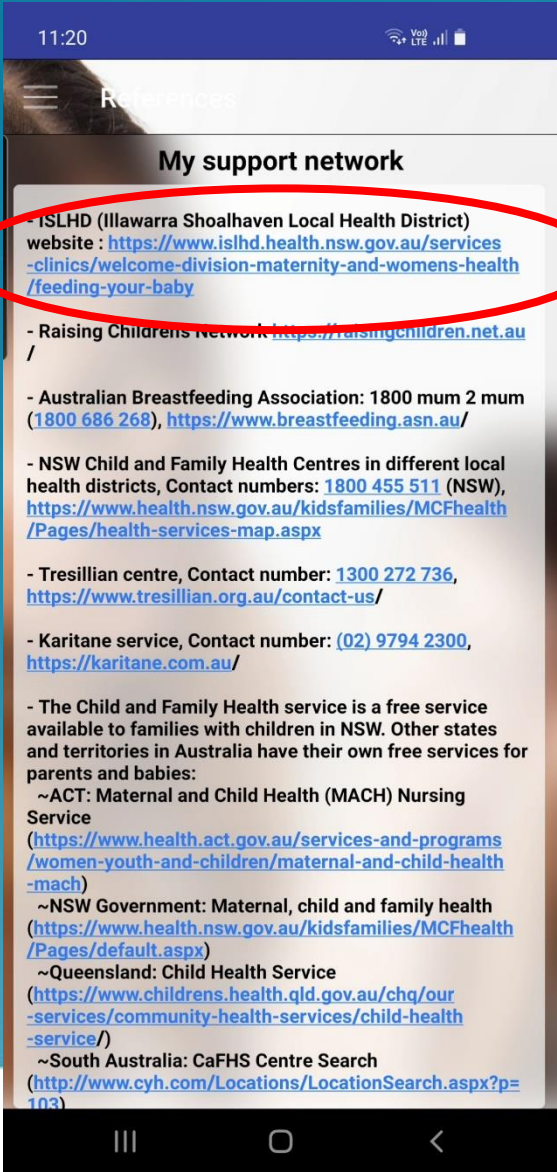 11:20
Vo) LTE
References
My support network
- ISLHD (Illawarra Shoalhaven Local Health District)
website : https://www.islhd.health.nsw.gov.au/services
-clinics/welcome-division-maternity-and-womens-health
/feeding-your-baby
- Raising Childrens Network https://raisingchildren.net.au
/
- Australian Breastfeeding Association: 1800 mum 2 mum
(1800 686 268), https://www.breastfeeding.asn.au/
- NSW Child and Family Health Centres in different local
health districts, Contact numbers: 1800 455 511 (NSW),
https://www.health.nsw.gov.au/kidsfamilies/MCFhealth
/Pages/health-services-map.aspx
- Tresillian centre, Contact number: 1300 272 736,
https://www.tresillian.org.au/contact-us/
- Karitane service, Contact number: (02) 9794 2300,
https://karitane.com.au/
- The Child and Family Health service is a free service
available to families with children in NSW. Other states
and territories in Australia have their own free services for
parents and babies:
~ACT: Maternal and Child Health (MACH) Nursing
Service
(https://www.health.act.gov.au/services-and-programs
/women-youth-and-children/maternal-and-child-health
-mach)
~NSW Government: Maternal, child and family health
(https://www.health.nsw.gov.au/kidsfamilies/MCFhealth
/Pages/default.aspx)
~Queensland: Child Health Service
(https://www.childrens.health.qld.gov.au/chq/our
-services/community-health-services/child-health
-service/)
~South Australia: CaFHS Centre Search
(http://www.cyh.com/Locations/LocationSearch.aspx?p=
103)